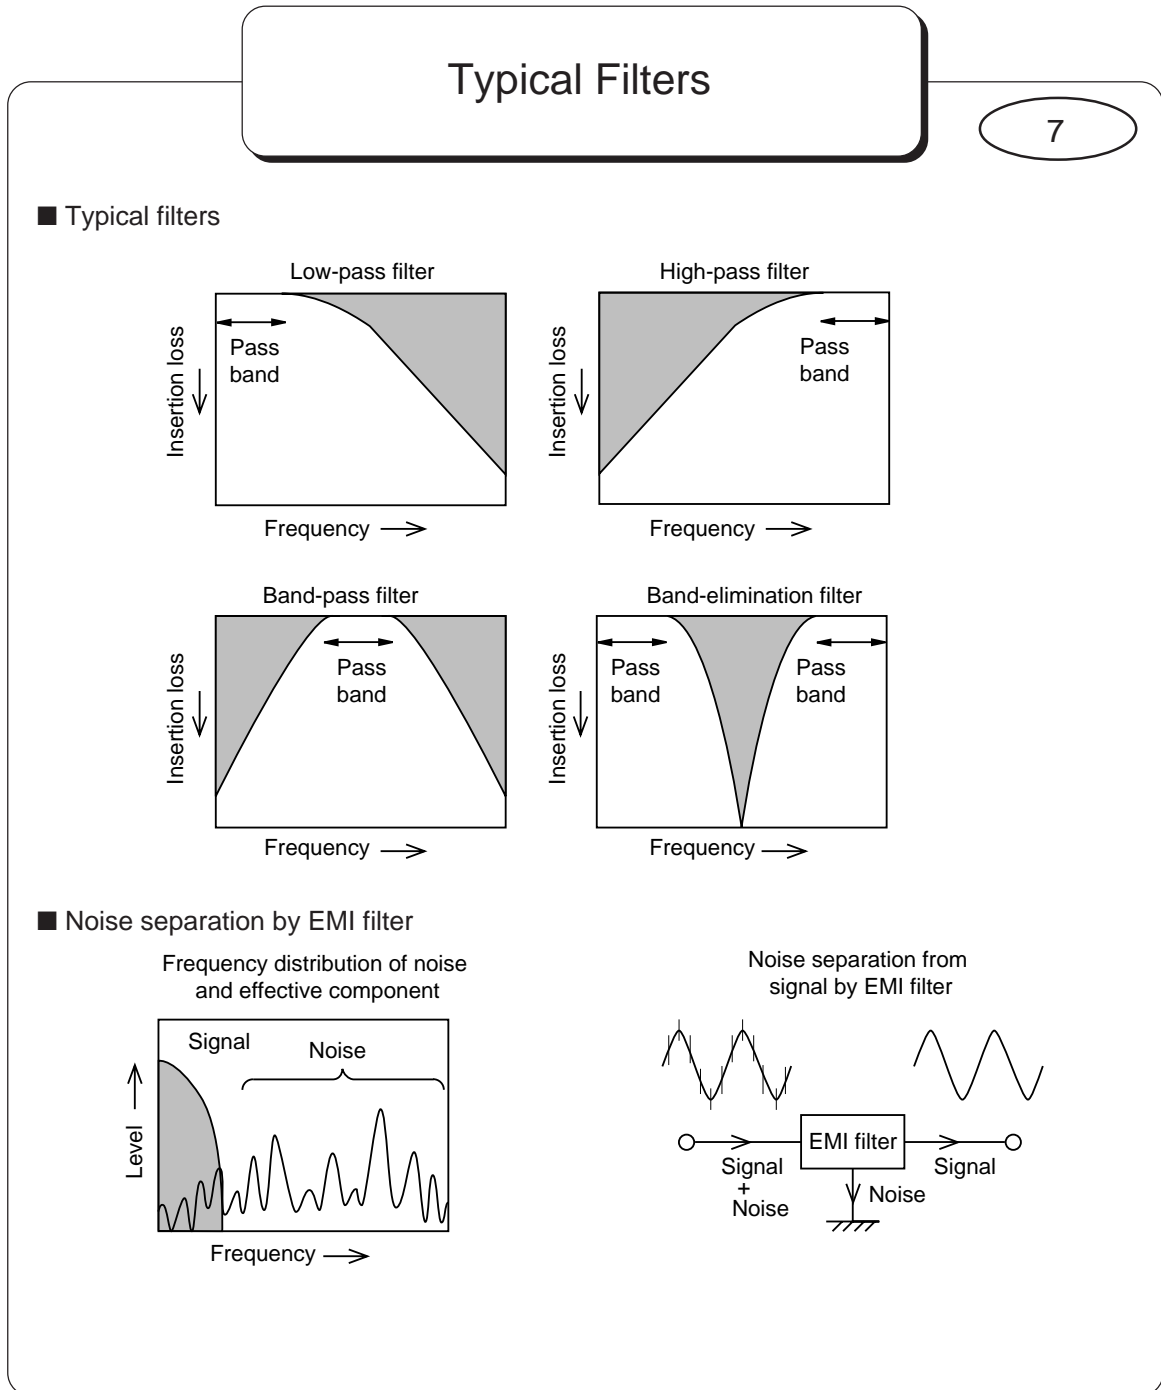 Typical Filters
7
■ Typical filters
Low-pass filter
Insertion loss
Pass
band
Frequency
High-pass filter
Insertion loss
Pass
band
Frequency
Band-pass filter
Insertion loss
Pass
band
Frequency
Band-elimination filter
Insertion loss
Pass
band
Pass
band
Frequency
■ Noise separation by EMI filter
Frequency distribution of noise
and effective component
Signal
Noise
Level
Frequency
Noise separation from
signal by EMI filter
EMI filter
Signal
+
Noise
Signal
Noise